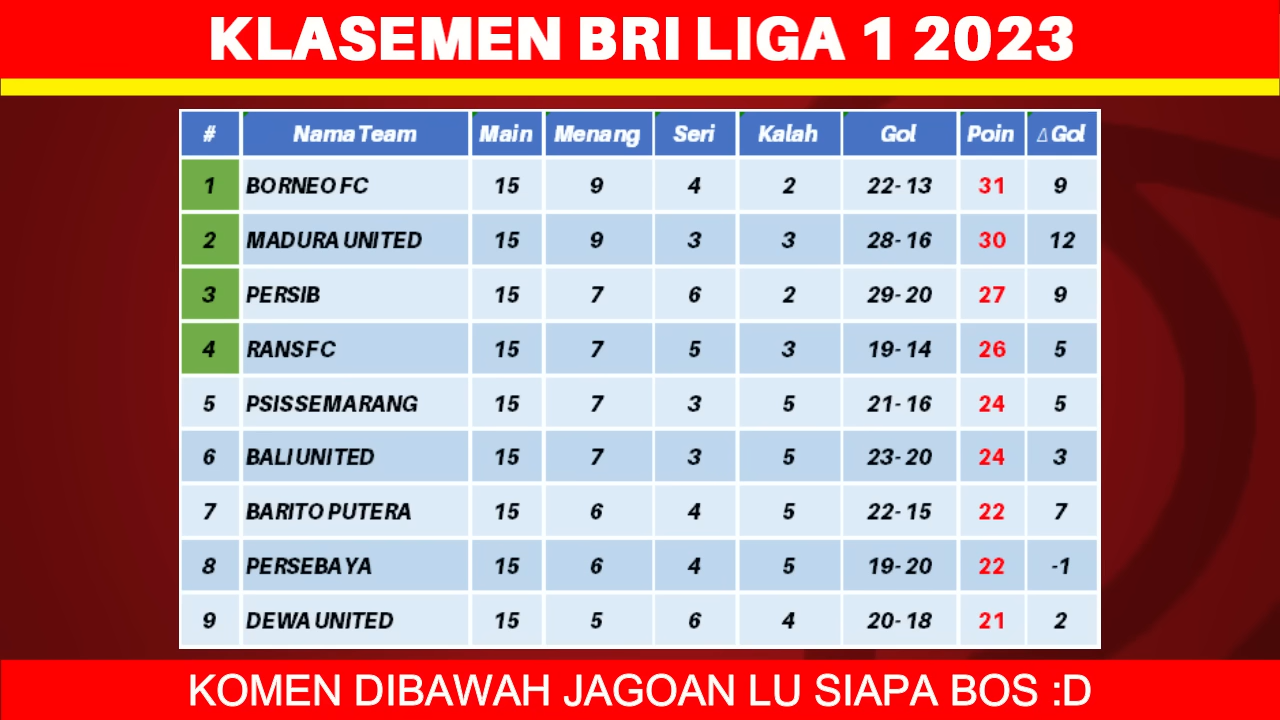 KLASEMEN BRI LIGA 1 2023
# Nama Team Main Menang Seri Kalah Gol Poin Δ Gol
1 BORNEO FC 15 9 4 2 22-13 31 9
2 MADURA UNITED 15 9 3 3 28-16 30 12
3 PERSIB 15 7 6 2 29-20 27 9
4 RANS FC 15 7 5 3 19-14 26 5
5 PSIS SEMARANG 15 7 3 5 21-16 24 5
6 BALI UNITED 15 7 3 5 23-20 24 3
7 BARITO PUTERA 15 6 4 5 22-15 22 7
8 PERSEBAYA 15 6 4 5 19-20 22 -1
9 DEWA UNITED 15 5 6 4 20-18 21 2
KOMEN DIBAWAH JAGOAN LU SIAPA BOS :D